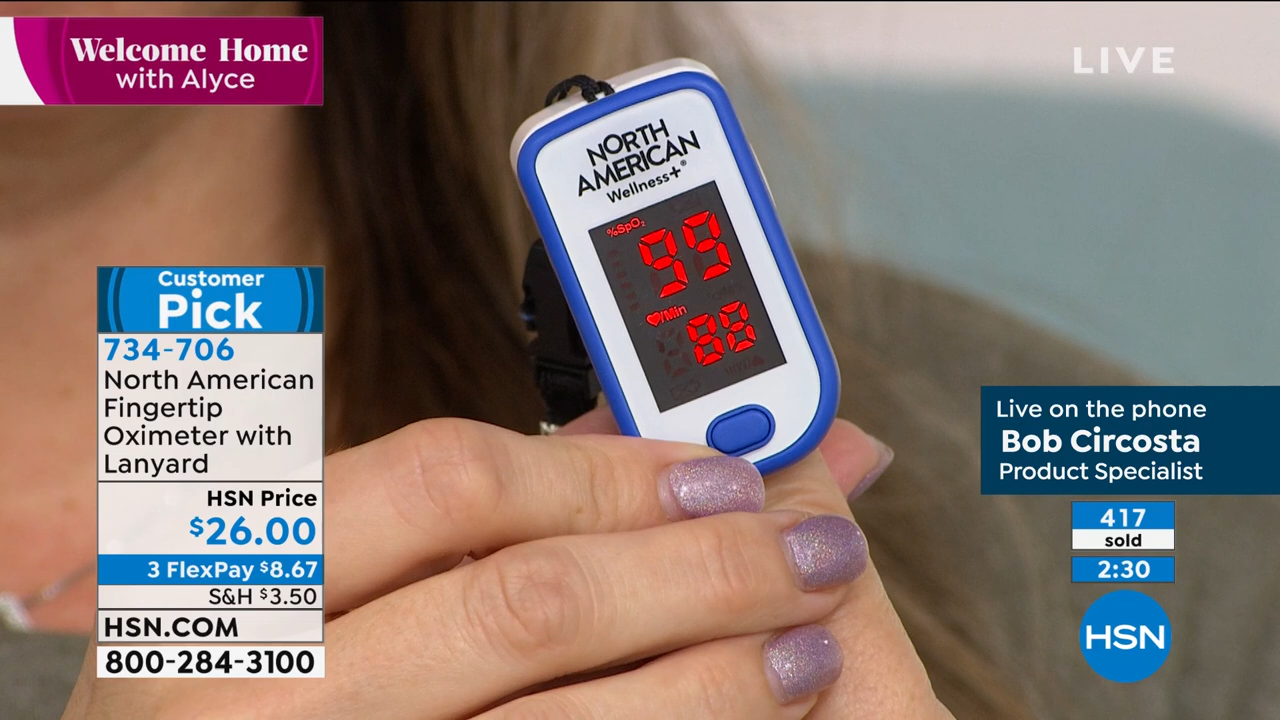 Welcome Home
with Alyce
LIVE
NORTH
AMERICAN
Wellness+®
%SpO₂
99
♥/Min
88
Customer
Pick
734-706
North American
Fingertip
Oximeter with
Lanyard
HSN Price
$26.00
3 FlexPay $8.67
S&H $3.50
HSN.COM
800-284-3100
Live on the phone
Bob Circosta
Product Specialist
417
sold
2:30
HSN